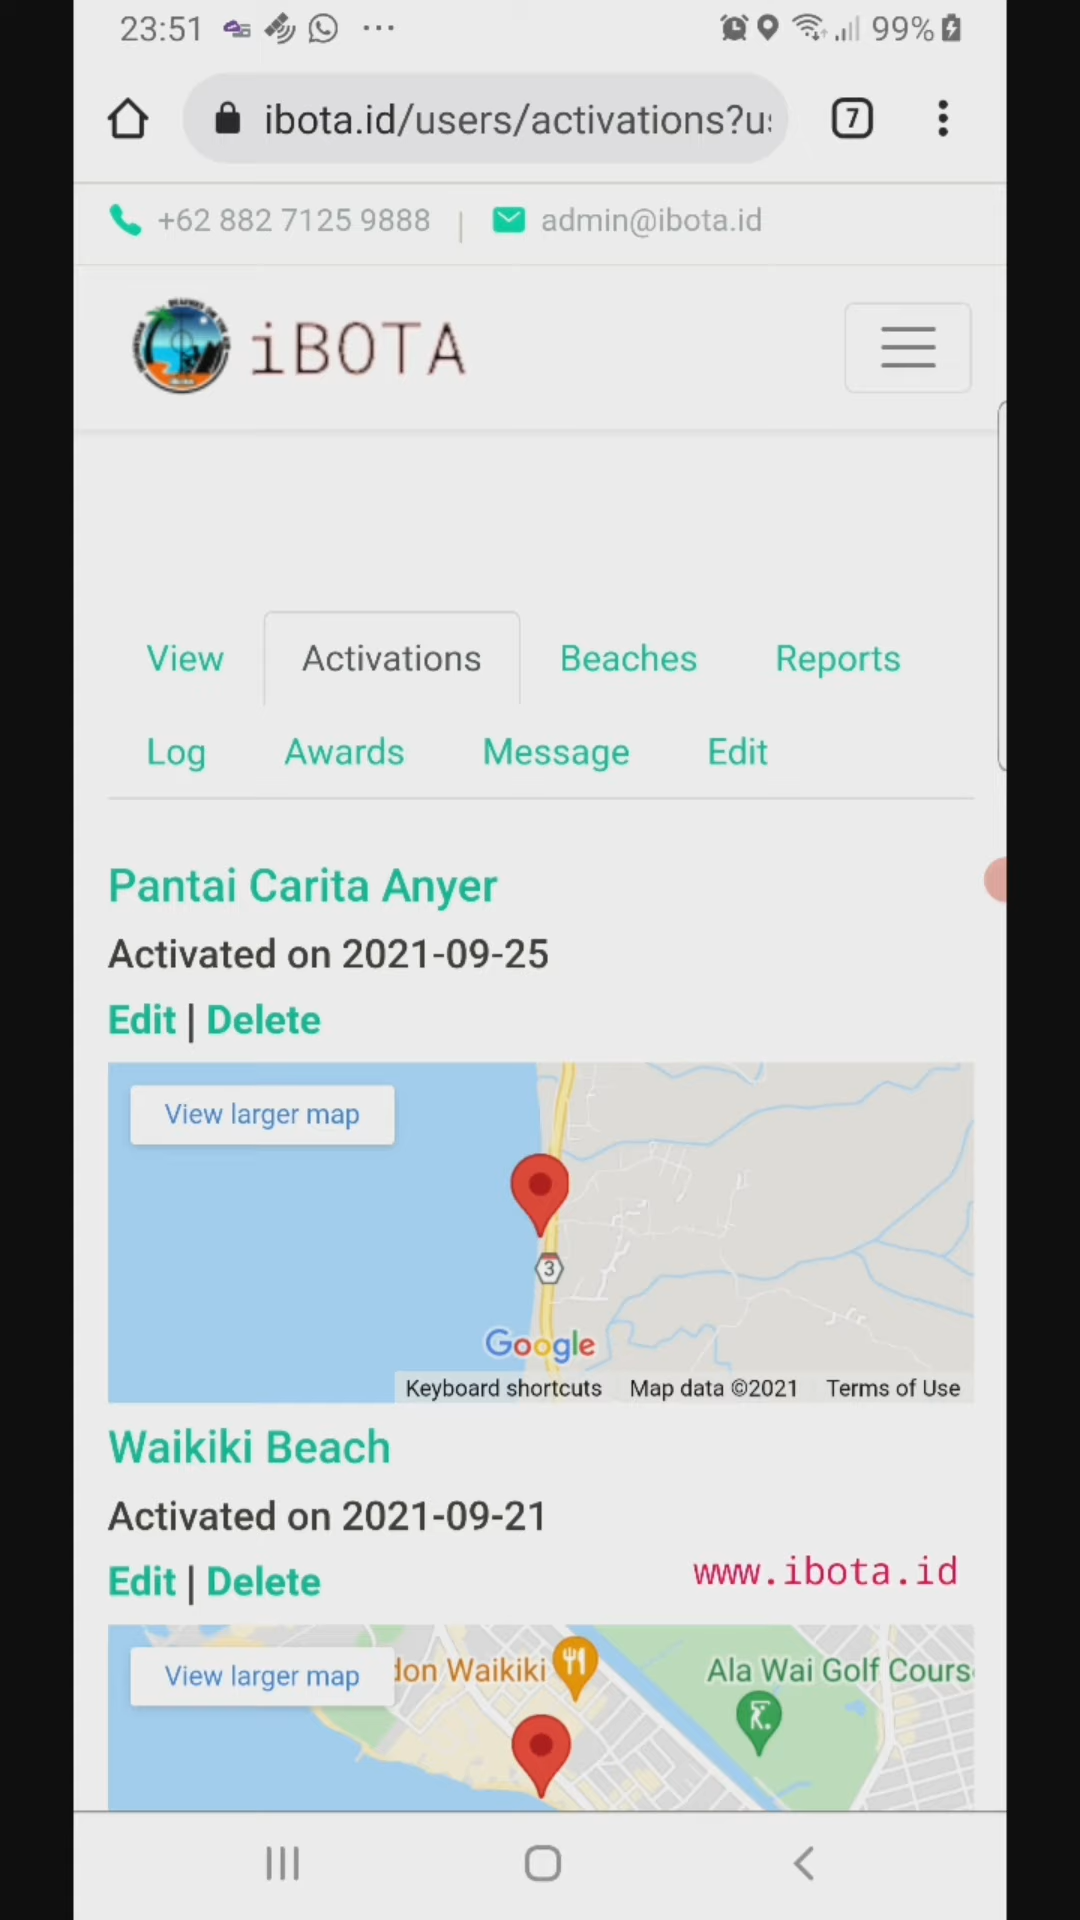 23:51 99%
ibota.id/users/activations?u
7
+62 882 7125 9888 | admin@ibota.id
iBOTA
View Activations Beaches Reports
Log Awards Message Edit
Pantai Carita Anyer
Activated on 2021-09-25
Edit | Delete
View larger map
3
Google
Keyboard shortcuts Map data ©2021 Terms of Use
Waikiki Beach
Activated on 2021-09-21
Edit | Delete
www.ibota.id
View larger map
don Waikiki
Ala Wai Golf Cours